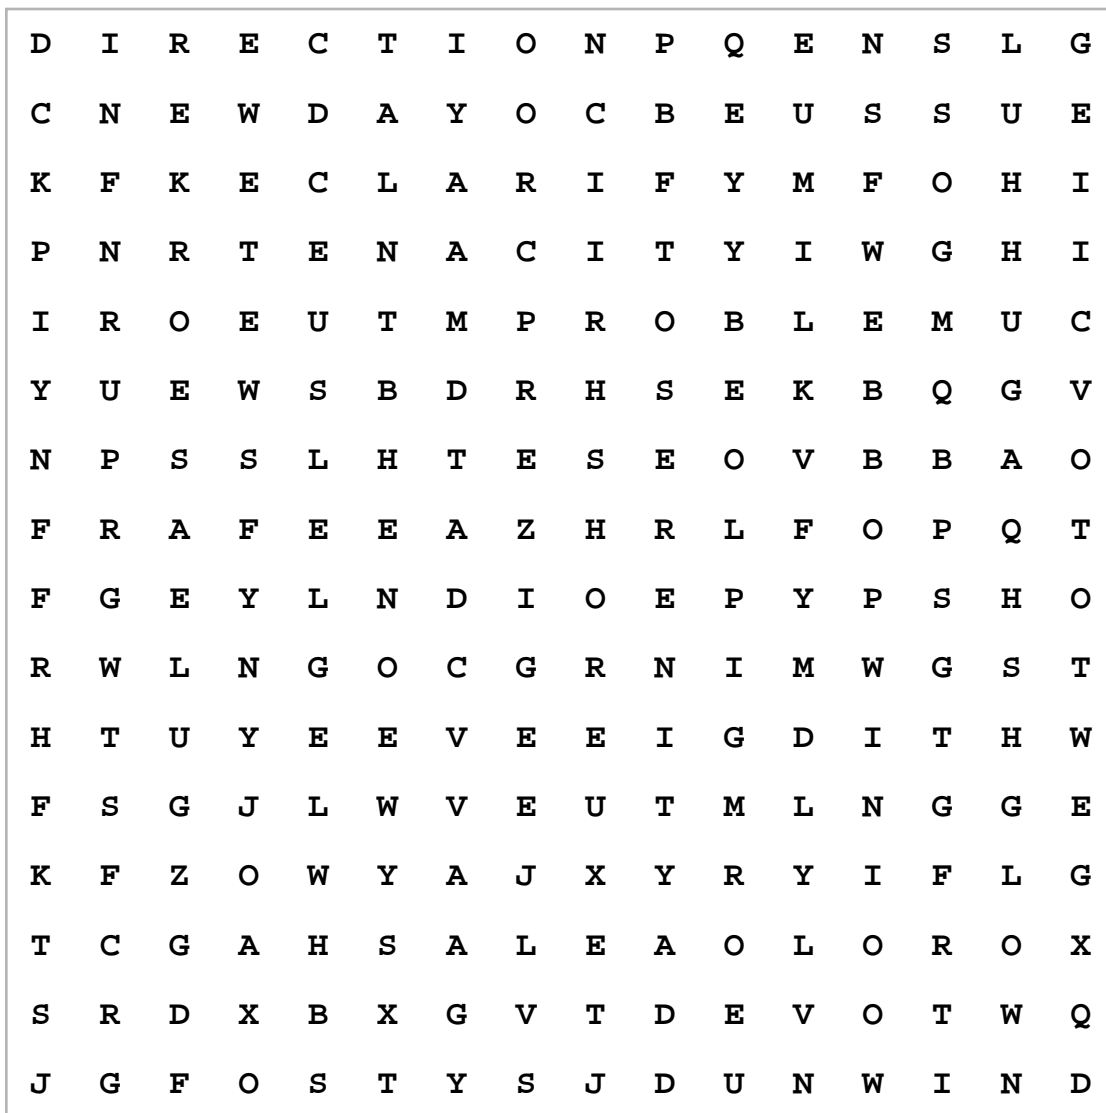 D I R E C T I O N P Q E N S L G
C N E W D A Y O C B E U S S U E
K F K E C L A R I F Y M F O H I
P N R T E N A C I T Y I W G H I
I R O E U T M P R O B L E M U C
Y U E W S B D R H S E K B Q G V
N P S S L H T E S E O V B B A O
F R A F E E A Z H R L F O P Q T
F G E Y L N D I O E P Y P S H O
R W L N G O C G R N I M W G S T
H T U Y E E V E E I G D I T H W
F S G J L W V E U T M L N G G E
K F Z O W Y A J X Y R Y I F L G
T C G A H S A L E A O L O R O X
S R D X B X G V T D E V O T W Q
J G F O S T Y S J D U N W I N D